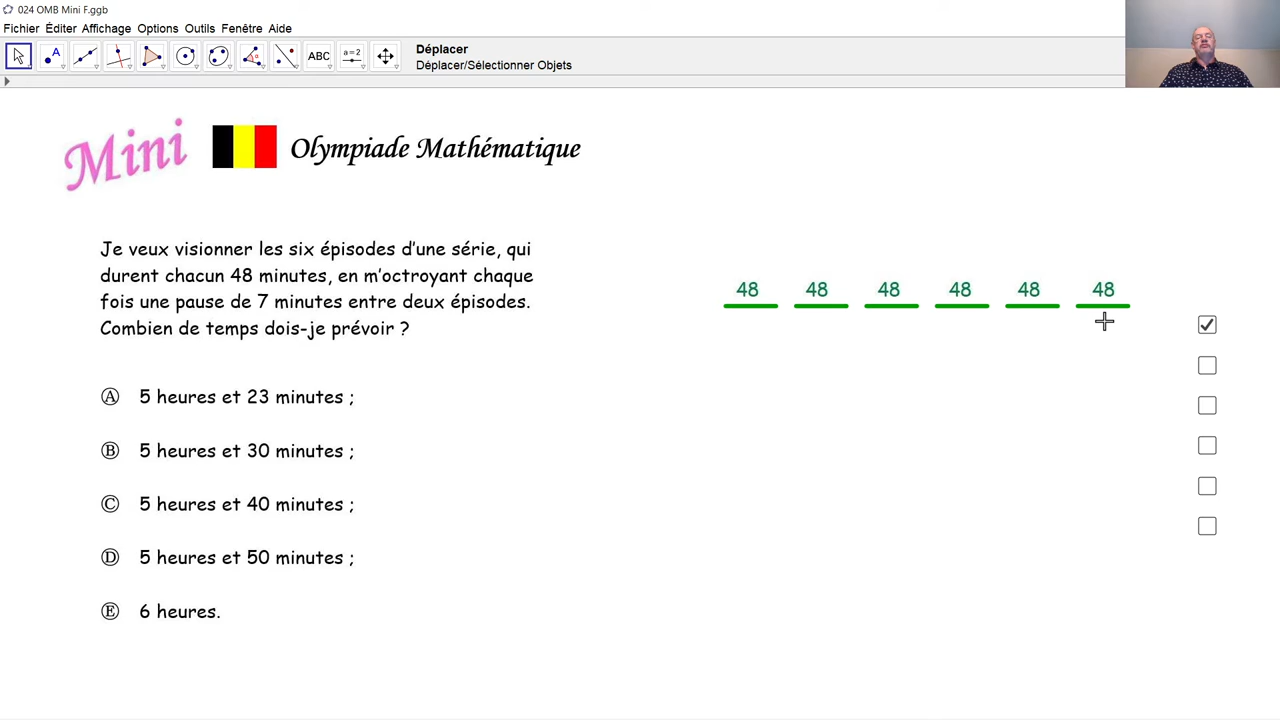 024 OMB Mini F.ggb
Fichier Éditer Affichage Options Outils Fenêtre Aide
A
ABC
a=2
Déplacer
Déplacer/Sélectionner Objets
Mini
Olympiade Mathématique
Je veux visionner les six épisodes d’une série, qui
durent chacun 48 minutes, en m’octroyant chaque
fois une pause de 7 minutes entre deux épisodes.
Combien de temps dois-je prévoir ?
48 48 48 48 48 48
Ⓐ 5 heures et 23 minutes ;
Ⓑ 5 heures et 30 minutes ;
Ⓒ 5 heures et 40 minutes ;
Ⓓ 5 heures et 50 minutes ;
Ⓔ 6 heures.